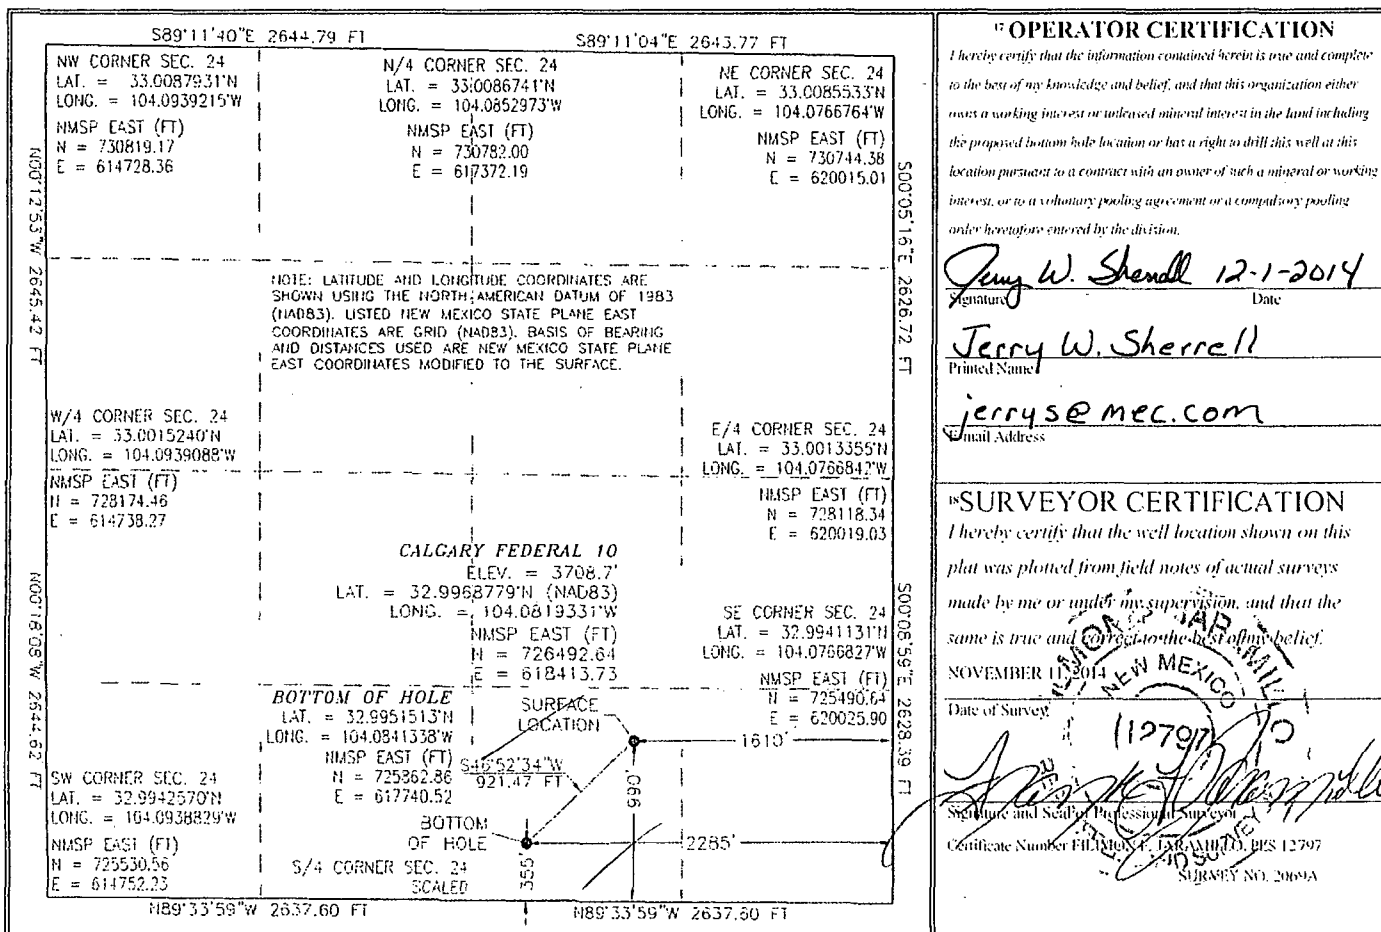 S89°11'40"E 2644.79 FT
S89°11'04"E 2643.77 FT
NW CORNER SEC. 24
LAT. = 33.0087931'N
LONG. = 104.0939215'W
NMSP EAST (FT)
N = 730819.17
E = 614728.36
N/4 CORNER SEC. 24
LAT. = 33.0086741'N
LONG. = 104.0852973'W
NMSP EAST (FT)
N = 730782.00
E = 617372.19
NE CORNER SEC. 24
LAT. = 33.0085533'N
LONG. = 104.0766764'W
NMSP EAST (FT)
N = 730744.38
E = 620015.01
N00°12'53"W 2645.42 FT
S00°05'16"E 2626.72 FT
NOTE: LATITUDE AND LONGITUDE COORDINATES ARE
SHOWN USING THE NORTH AMERICAN DATUM OF 1983
(NAD83). LISTED NEW MEXICO STATE PLANE EAST
COORDINATES ARE GRID (NAD83). BASIS OF BEARING
AND DISTANCES USED ARE NEW MEXICO STATE PLANE
EAST COORDINATES MODIFIED TO THE SURFACE.
W/4 CORNER SEC. 24
LAT. = 33.0015240'N
LONG. = 104.0939088'W
NMSP EAST (FT)
N = 728174.46
E = 614738.27
E/4 CORNER SEC. 24
LAT. = 33.0013355'N
LONG. = 104.0766842'W
NMSP EAST (FT)
N = 728118.34
E = 620019.03
CALGARY FEDERAL 10
ELEV. = 3708.7'
LAT. = 32.9968779'N (NAD83)
LONG. = 104.0819331'W
NMSP EAST (FT)
N = 726492.64
E = 618413.73
N00°18'08"W 2644.62 FT
S00°08'59"E 2628.39 FT
SE CORNER SEC. 24
LAT. = 32.9941131'N
LONG. = 104.0766827'W
NMSP EAST (FT)
N = 725490.64
E = 620025.90
BOTTOM OF HOLE
LAT. = 32.9951513'N
LONG. = 104.0841338'W
NMSP EAST (FT)
N = 725862.86
E = 617740.52
SURFACE
LOCATION
1610'
S46°52'34"W
921.47 FT
990'
SW CORNER SEC. 24
LAT. = 32.9942570'N
LONG. = 104.0938829'W
NMSP EAST (FT)
N = 725530.56
E = 614752.23
BOTTOM
OF HOLE
2285'
355'
S/4 CORNER SEC. 24
SCALED
N89°33'59"W 2637.60 FT
N89°33'59"W 2637.60 FT
17 OPERATOR CERTIFICATION
I hereby certify that the information contained herein is true and complete
to the best of my knowledge and belief, and that this organization either
owns a working interest or unleased mineral interest in the land including
the proposed bottom hole location or has a right to drill this well at this
location pursuant to a contract with an owner of such a mineral or working
interest, or to a voluntary pooling agreement or a compulsory pooling
order heretofore entered by the division.
Jerry W. Sherrell 12-1-2014
Signature Date
Jerry W. Sherrell
Printed Name
jerrys@mec.com
E-mail Address
18 SURVEYOR CERTIFICATION
I hereby certify that the well location shown on this
plat was plotted from field notes of actual surveys
made by me or under my supervision, and that the
same is true and correct to the best of my belief.
NOVEMBER 11, 2014
Date of Survey
NEW MEXICO
12797
Signature and Seal of Professional Surveyor
Certificate Number FILIMON F. JARAMILLO, PLS 12797
SURVEY NO. 2069A